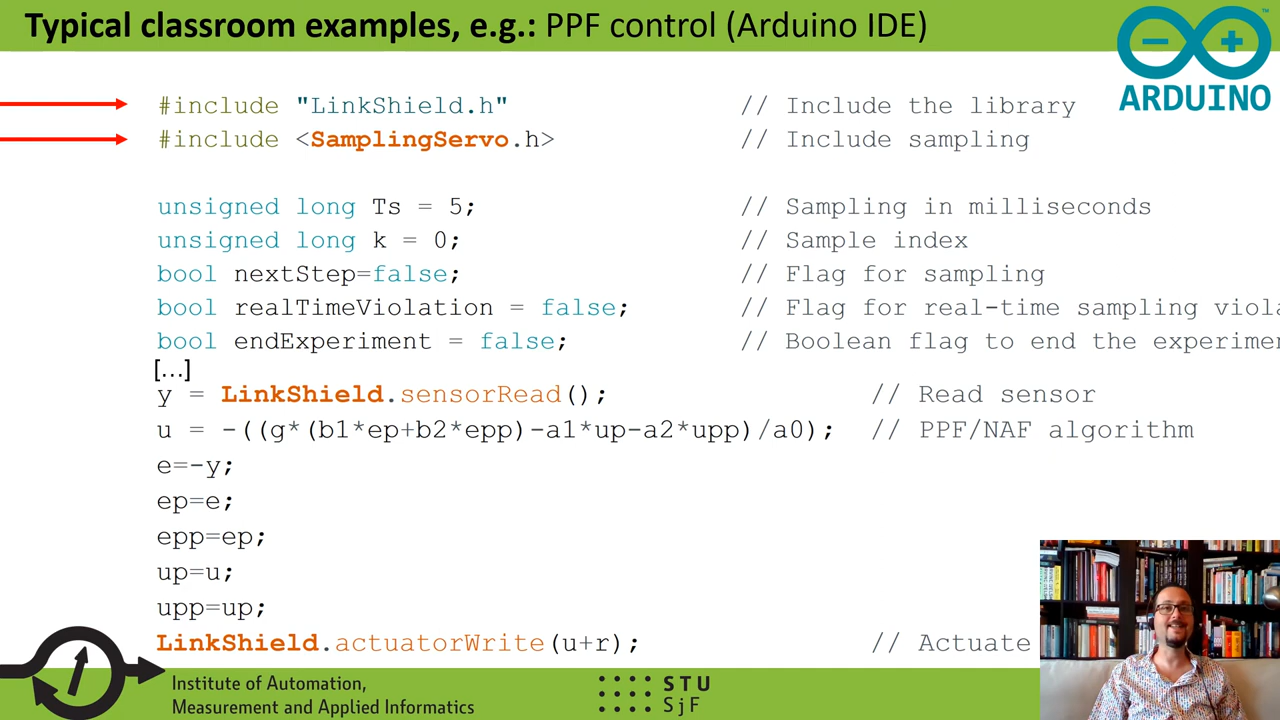 Typical classroom examples, e.g.: PPF control (Arduino IDE)
ARDUINO
#include "LinkShield.h" // Include the library
#include <SamplingServo.h> // Include sampling
unsigned long Ts = 5; // Sampling in milliseconds
unsigned long k = 0; // Sample index
bool nextStep=false; // Flag for sampling
bool realTimeViolation = false; // Flag for real-time sampling viola
bool endExperiment = false; // Boolean flag to end the experimen
[...]
y = LinkShield.sensorRead(); // Read sensor
u = -((g*(b1*ep+b2*epp)-a1*up-a2*upp)/a0); // PPF/NAF algorithm
e=-y;
ep=e;
epp=ep;
up=u;
upp=up;
LinkShield.actuatorWrite(u+r); // Actuate
Institute of Automation,
Measurement and Applied Informatics
STU
SjF